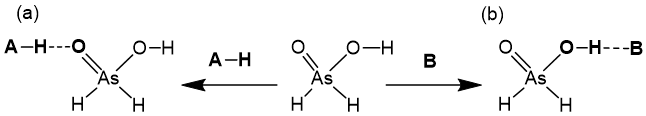 (a)
(b)
A–H---O O–H O O–H O O–H---B
A–H B
As As As
H H H H H H